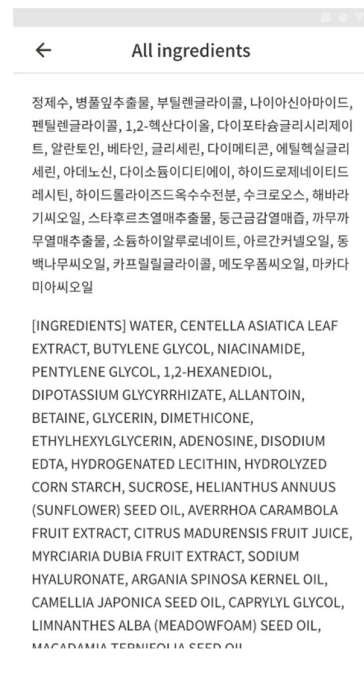 All ingredients
정제수, 병풀잎추출물, 부틸렌글라이콜, 나이아신아마이드,
펜틸렌글라이콜, 1,2-헥산다이올, 다이포타슘글리시리제이
트, 알란토인, 베타인, 글리세린, 다이메티콘, 에틸헥실글리
세린, 아데노신, 다이소듐이디티에이, 하이드로제네이티드
레시틴, 하이드롤라이즈드옥수수전분, 수크로오스, 해바라
기씨오일, 스타후르츠열매추출물, 둥근금감열매즙, 까무까
무열매추출물, 소듐하이알루로네이트, 아르간커넬오일, 동
백나무씨오일, 카프릴릴글라이콜, 메도우폼씨오일, 마카다
미아씨오일
[INGREDIENTS] WATER, CENTELLA ASIATICA LEAF
EXTRACT, BUTYLENE GLYCOL, NIACINAMIDE,
PENTYLENE GLYCOL, 1,2-HEXANEDIOL,
DIPOTASSIUM GLYCYRRHIZATE, ALLANTOIN,
BETAINE, GLYCERIN, DIMETHICONE,
ETHYLHEXYLGLYCERIN, ADENOSINE, DISODIUM
EDTA, HYDROGENATED LECITHIN, HYDROLYZED
CORN STARCH, SUCROSE, HELIANTHUS ANNUUS
(SUNFLOWER) SEED OIL, AVERRHOA CARAMBOLA
FRUIT EXTRACT, CITRUS MADURENSIS FRUIT JUICE,
MYRCIARIA DUBIA FRUIT EXTRACT, SODIUM
HYALURONATE, ARGANIA SPINOSA KERNEL OIL,
CAMELLIA JAPONICA SEED OIL, CAPRYLYL GLYCOL,
LIMNANTHES ALBA (MEADOWFOAM) SEED OIL,
MACADAMIA TERNIFOLIA SEED OIL